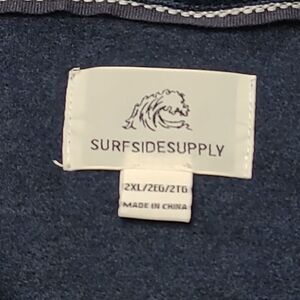 SURFSIDESUPPLY
2XL/2EG/2TG
MADE IN CHINA